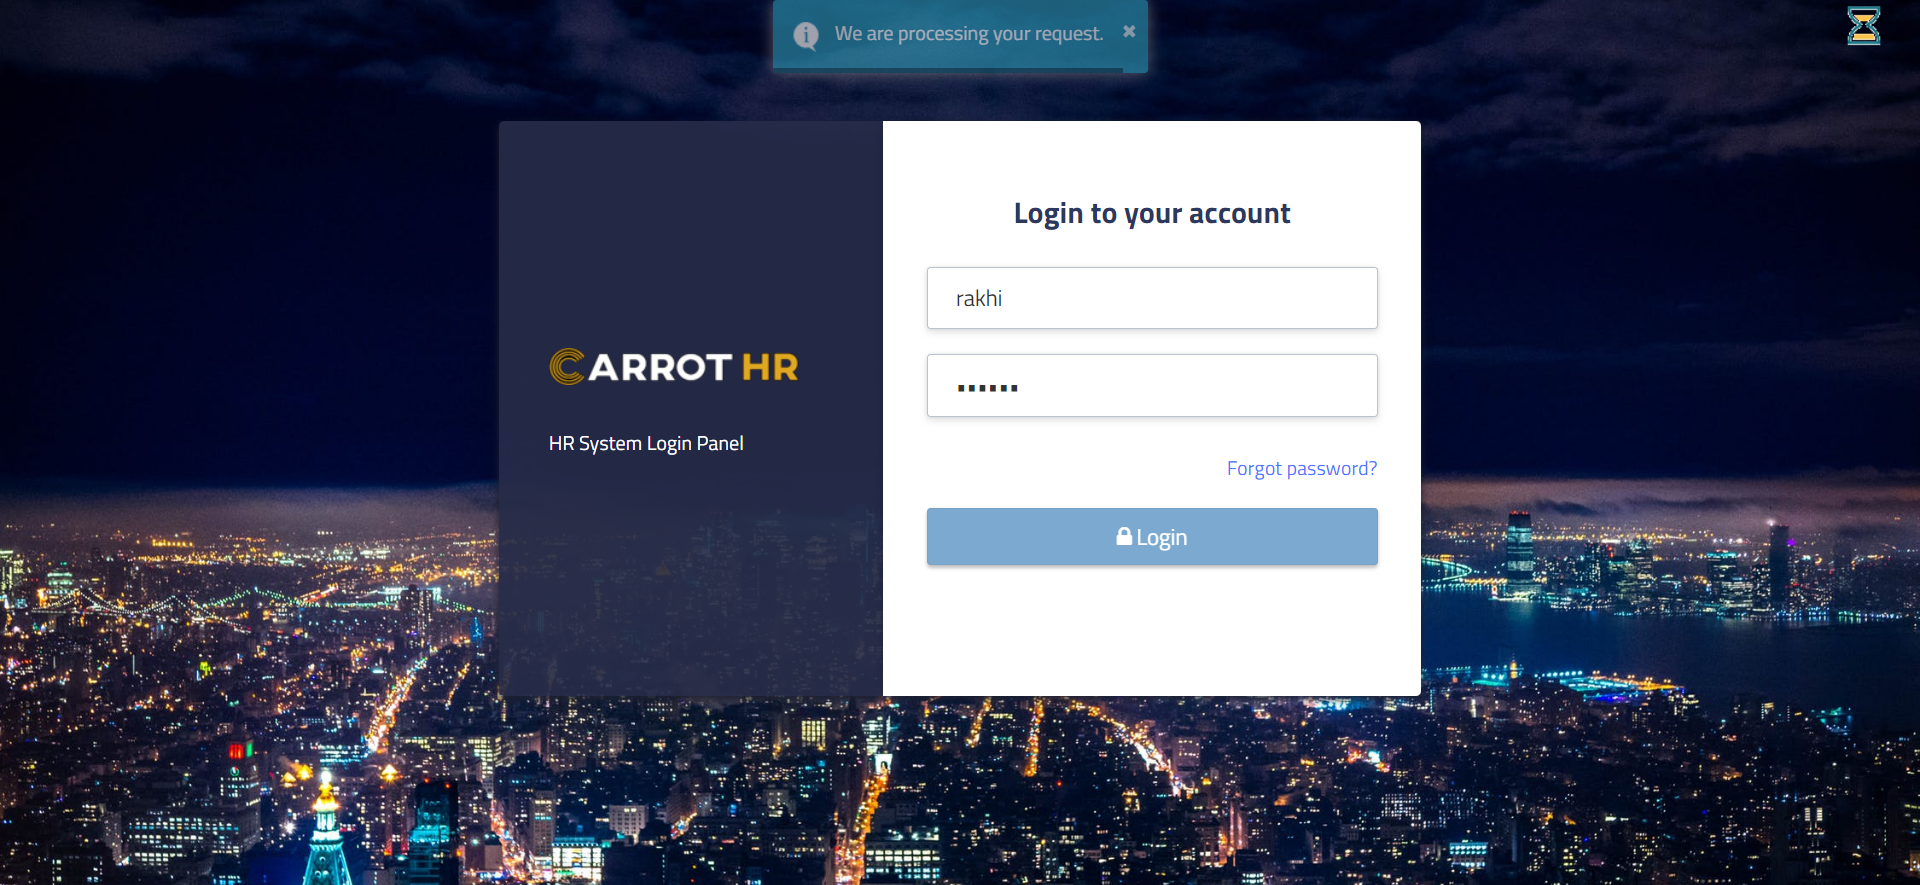 We are processing your request.
CARROT HR
HR System Login Panel
Login to your account
rakhi
Forgot password?
Login